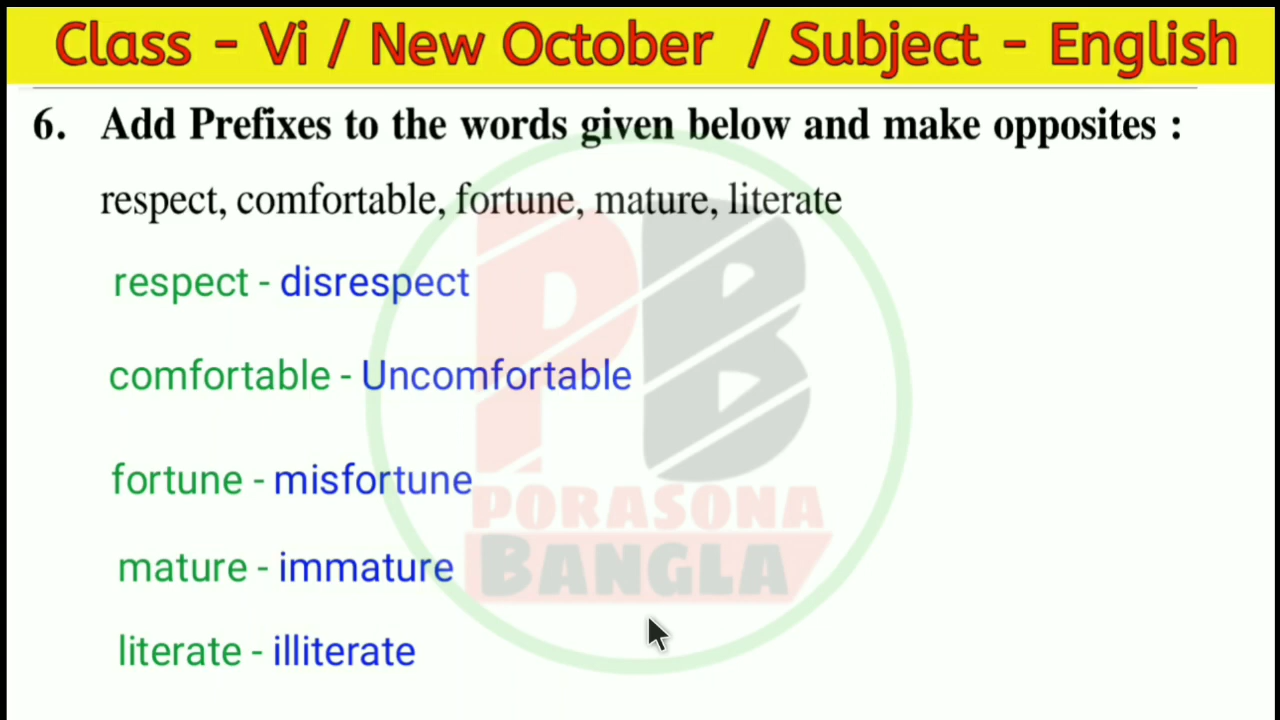 Class - Vi / New October / Subject - English
6. Add Prefixes to the words given below and make opposites :
respect, comfortable, fortune, mature, literate
respect - disrespect
comfortable - Uncomfortable
fortune - misfortune
mature - immature
literate - illiterate
PB
PORASONA
BANGLA